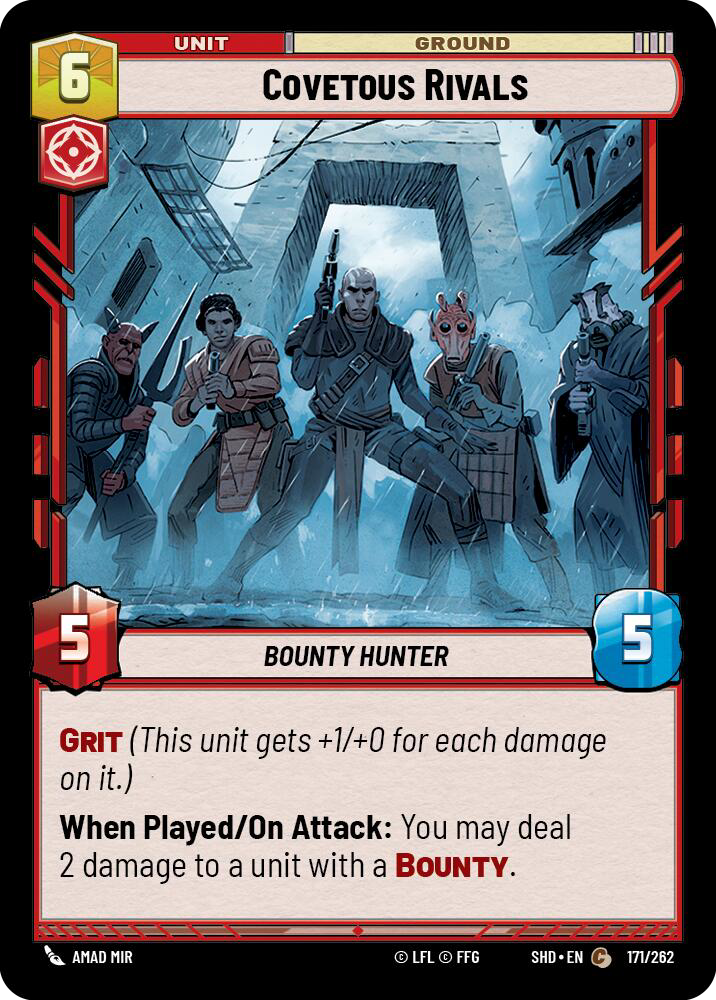 UNIT
GROUND
6
COVETOUS RIVALS
5
BOUNTY HUNTER
5
GRIT (This unit gets +1/+0 for each damage
on it.)
When Played/On Attack: You may deal
2 damage to a unit with a BOUNTY.
AMAD MIR
© LFL © FFG
SHD • EN C 171/262